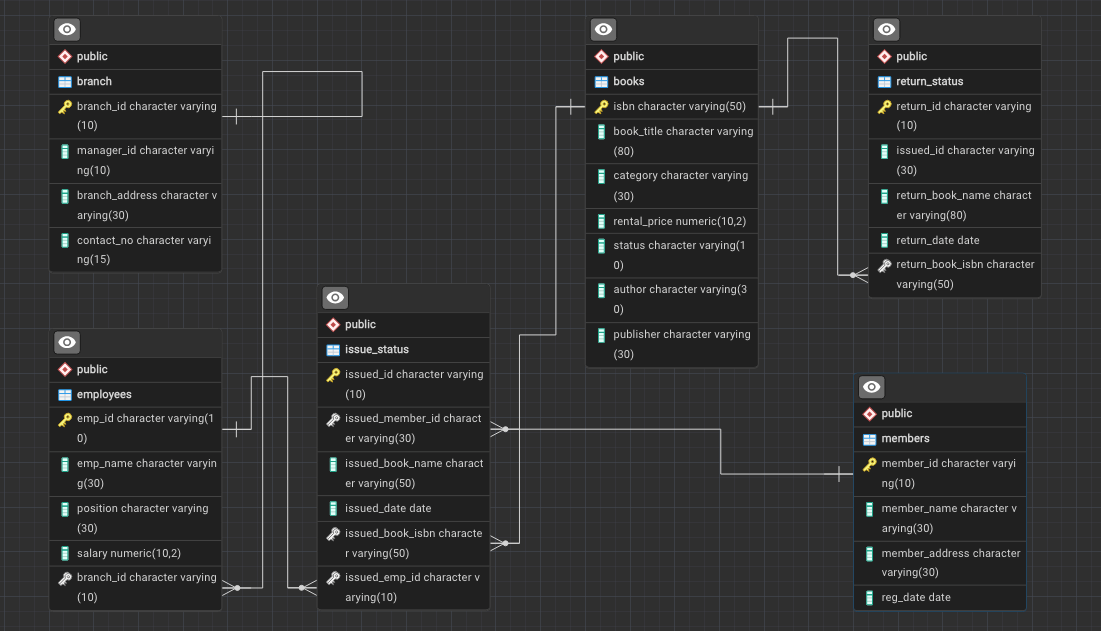 public
branch
branch_id character varying
(10)
manager_id character varyi
ng(10)
branch_address character v
arying(30)
contact_no character varyi
ng(15)
public
employees
emp_id character varying(1
0)
emp_name character varyin
g(30)
position character varying
(30)
salary numeric(10,2)
branch_id character varying
(10)
public
issue_status
issued_id character varying
(10)
issued_member_id charact
er varying(30)
issued_book_name charact
er varying(50)
issued_date date
issued_book_isbn characte
r varying(50)
issued_emp_id character v
arying(10)
public
books
isbn character varying(50)
book_title character varying
(80)
category character varying
(30)
rental_price numeric(10,2)
status character varying(1
0)
author character varying(3
0)
publisher character varying
(30)
public
return_status
return_id character varying
(10)
issued_id character varying
(30)
return_book_name charact
er varying(80)
return_date date
return_book_isbn character
varying(50)
public
members
member_id character varyi
ng(10)
member_name character v
arying(30)
member_address character
varying(30)
reg_date date